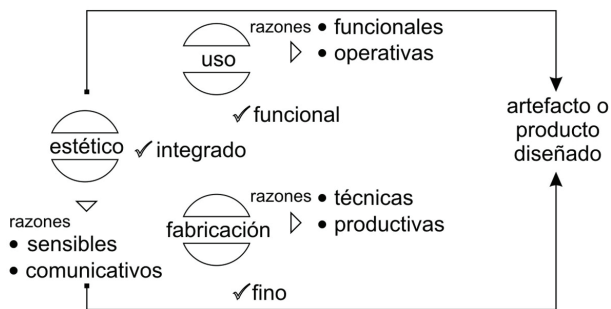 razones • funcionales
• operativas
uso
✓ funcional
estético ✓ integrado
artefacto o
producto
diseñado
razones
• sensibles
• comunicativos
razones • técnicas
• productivas
fabricación
✓ fino